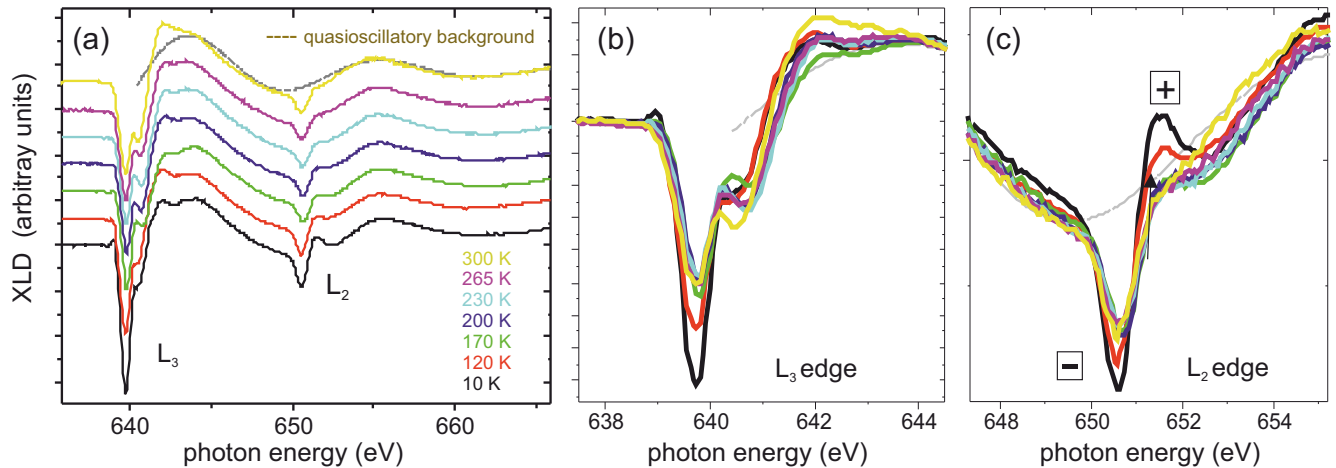 (a)
---- quasioscillatory background
XLD (arbitray units)
L3
L2
300 K
265 K
230 K
200 K
170 K
120 K
10 K
640 650 660
photon energy (eV)
(b)
L3 edge
638 640 642 644
photon energy (eV)
(c)
+
−
L2 edge
648 650 652 654
photon energy (eV)